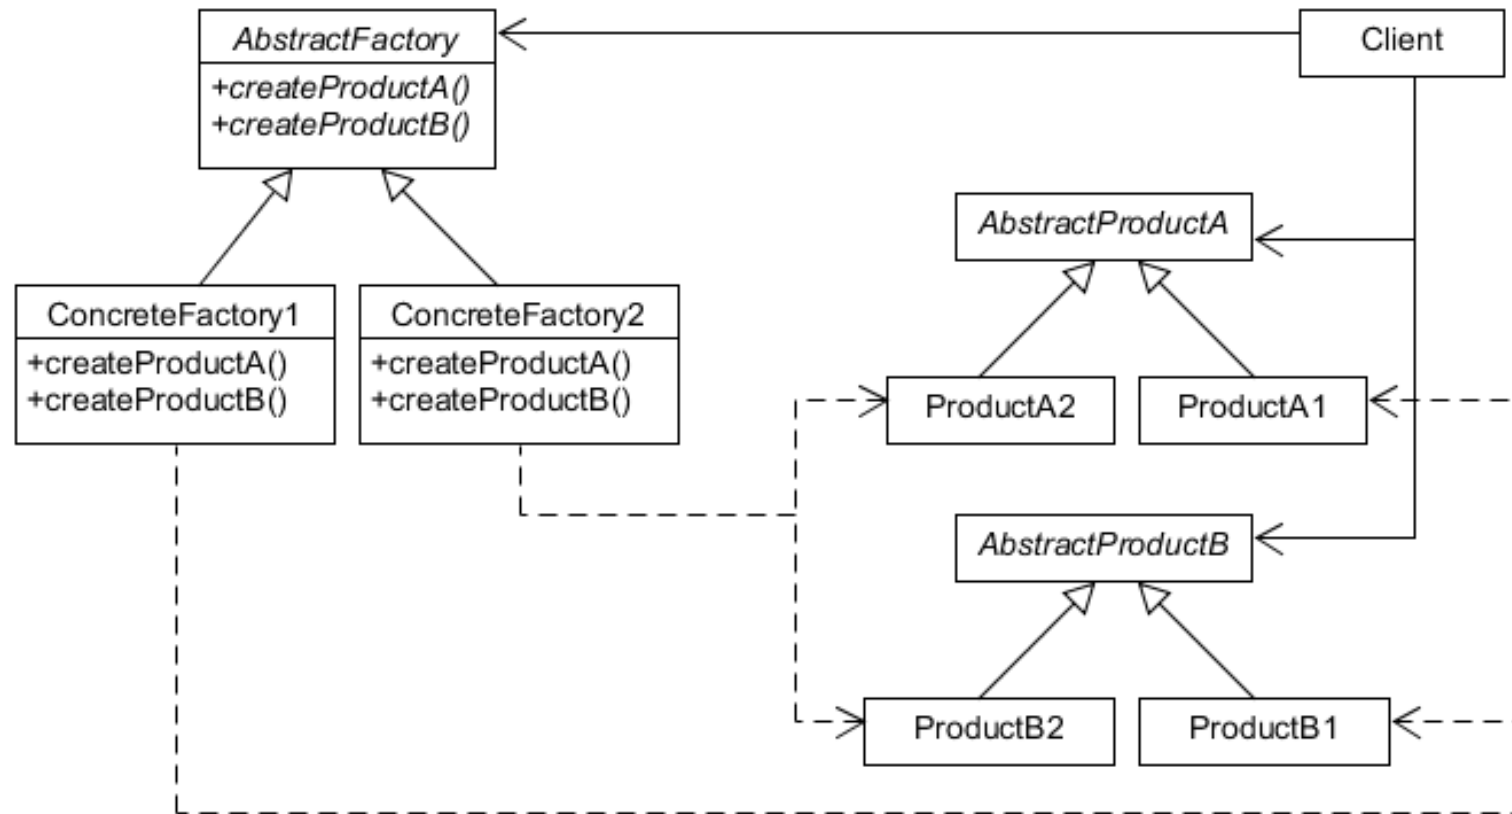 AbstractFactory
+createProductA()
+createProductB()
Client
AbstractProductA
ConcreteFactory1
+createProductA()
+createProductB()
ConcreteFactory2
+createProductA()
+createProductB()
ProductA2
ProductA1
AbstractProductB
ProductB2
ProductB1